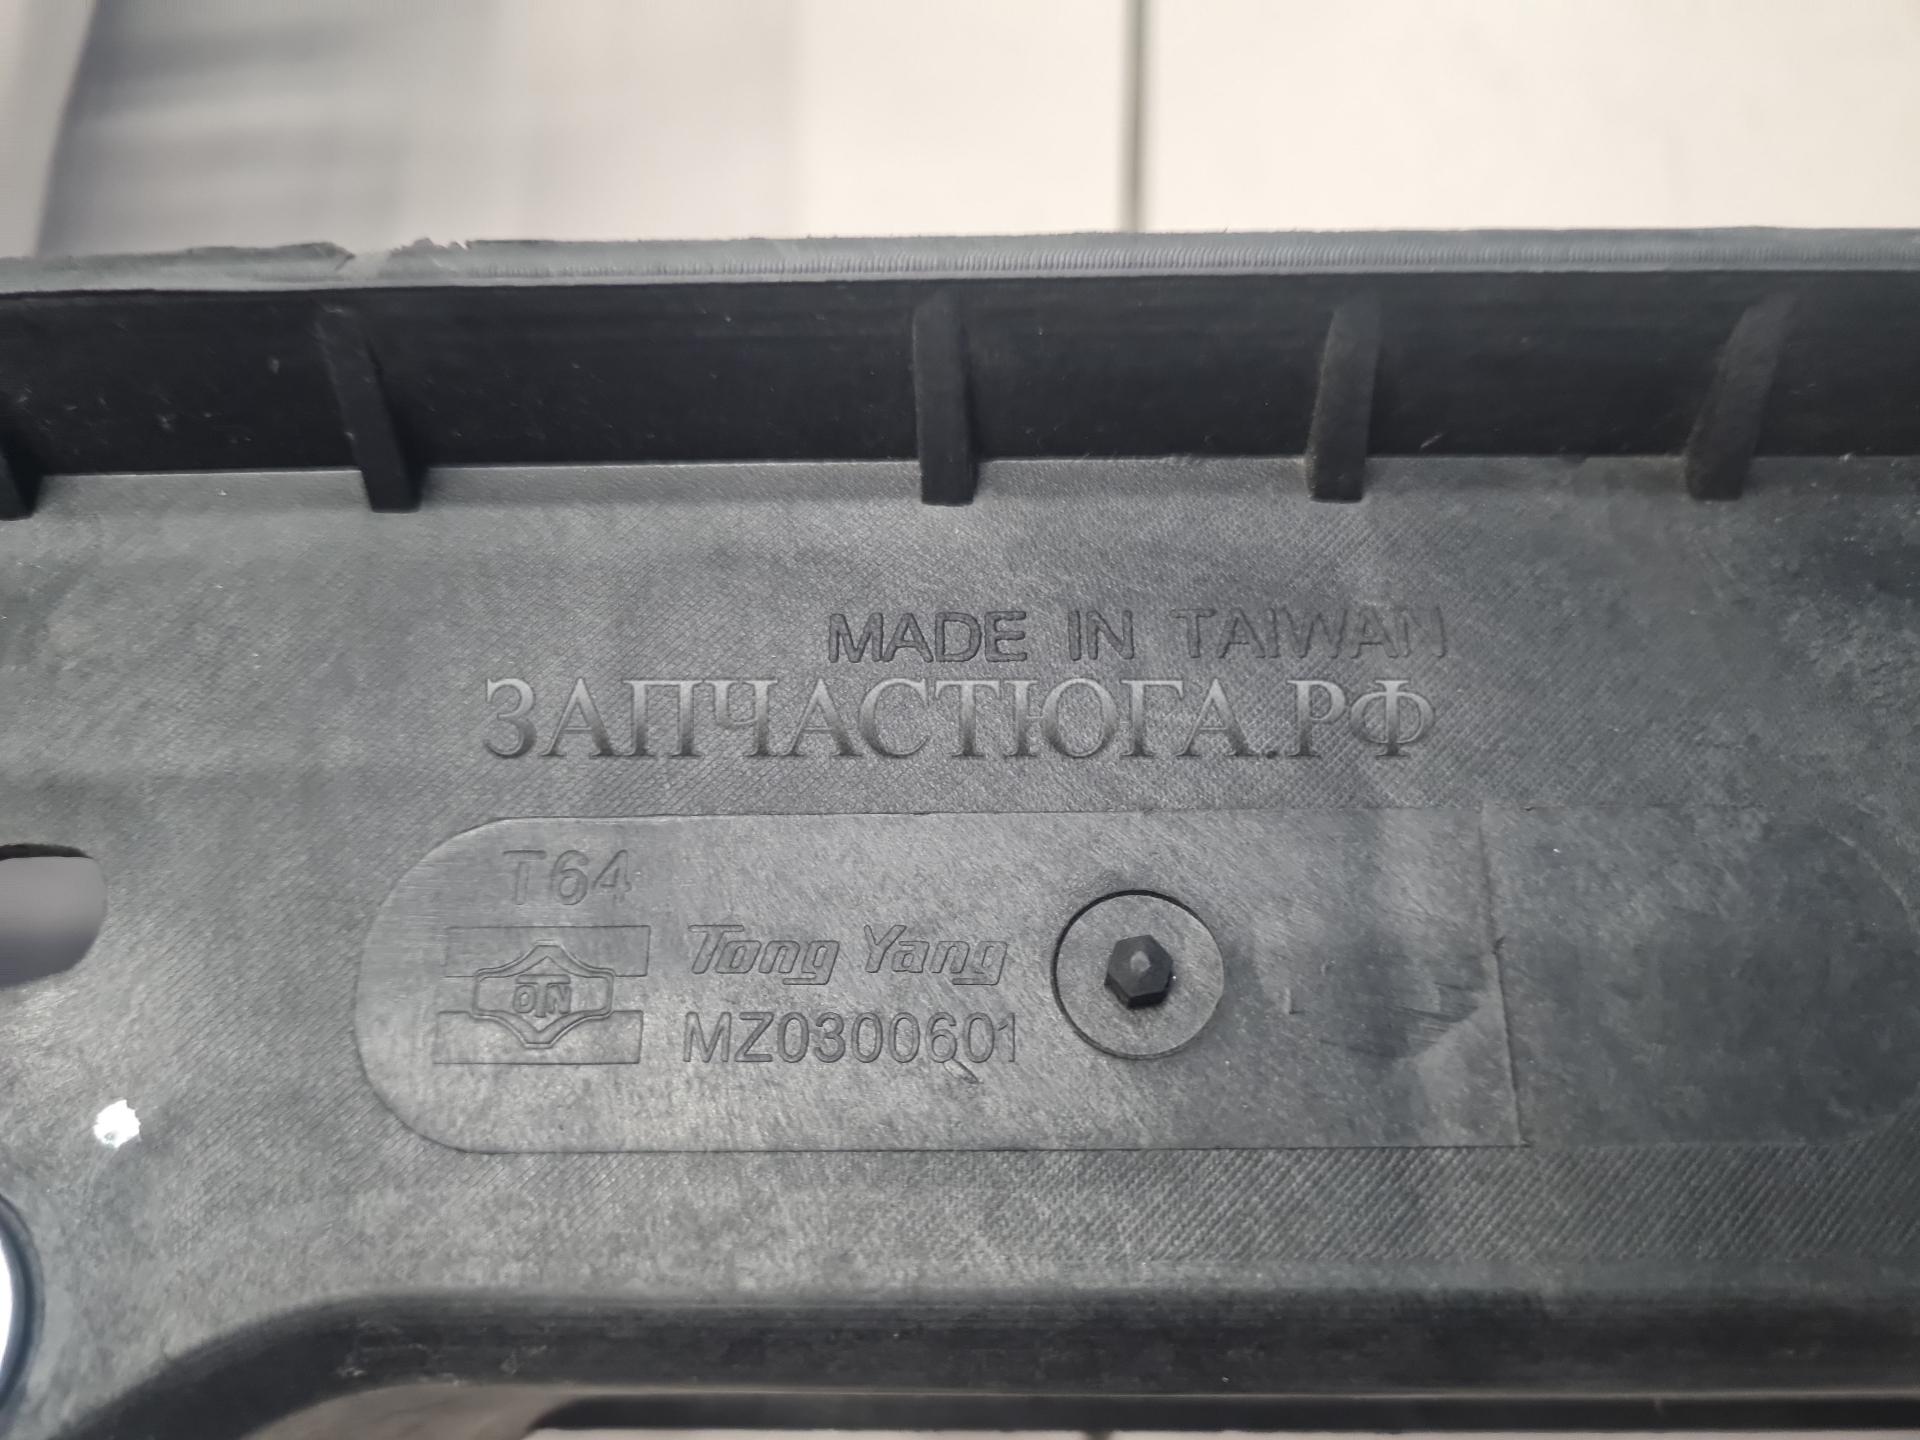 MADE IN TAIWAN
ЗАПЧАСТЮГА.РФ
T64
Tong Yang
MZ0300601